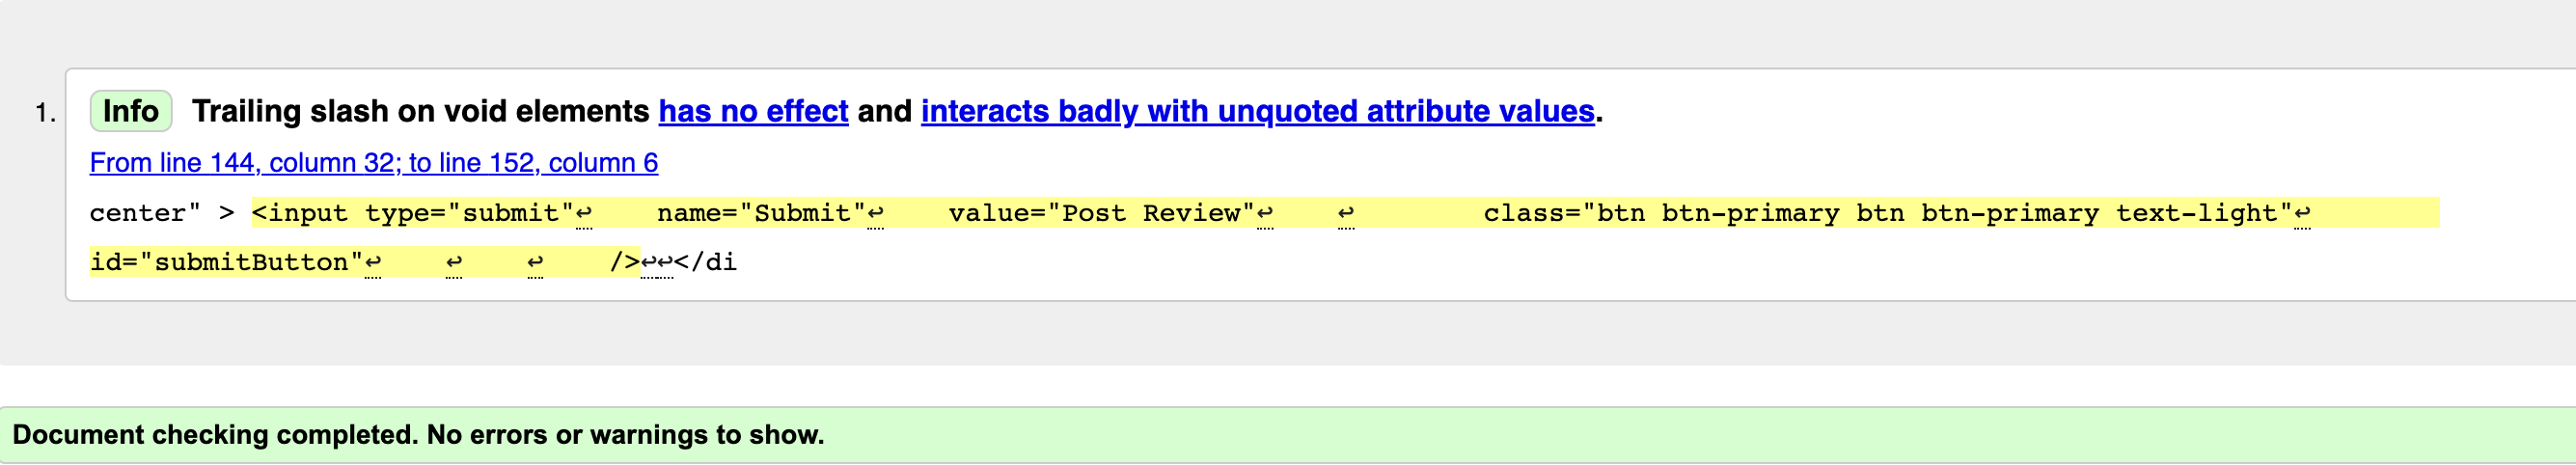 1. Info Trailing slash on void elements has no effect and interacts badly with unquoted attribute values.
From line 144, column 32; to line 152, column 6
center" > <input type="submit"↩    name="Submit"↩    value="Post Review"↩    ↩        class="btn btn-primary btn btn-primary text-light"↩
id="submitButton"↩    ↩    ↩    />↩↩</di
Document checking completed. No errors or warnings to show.